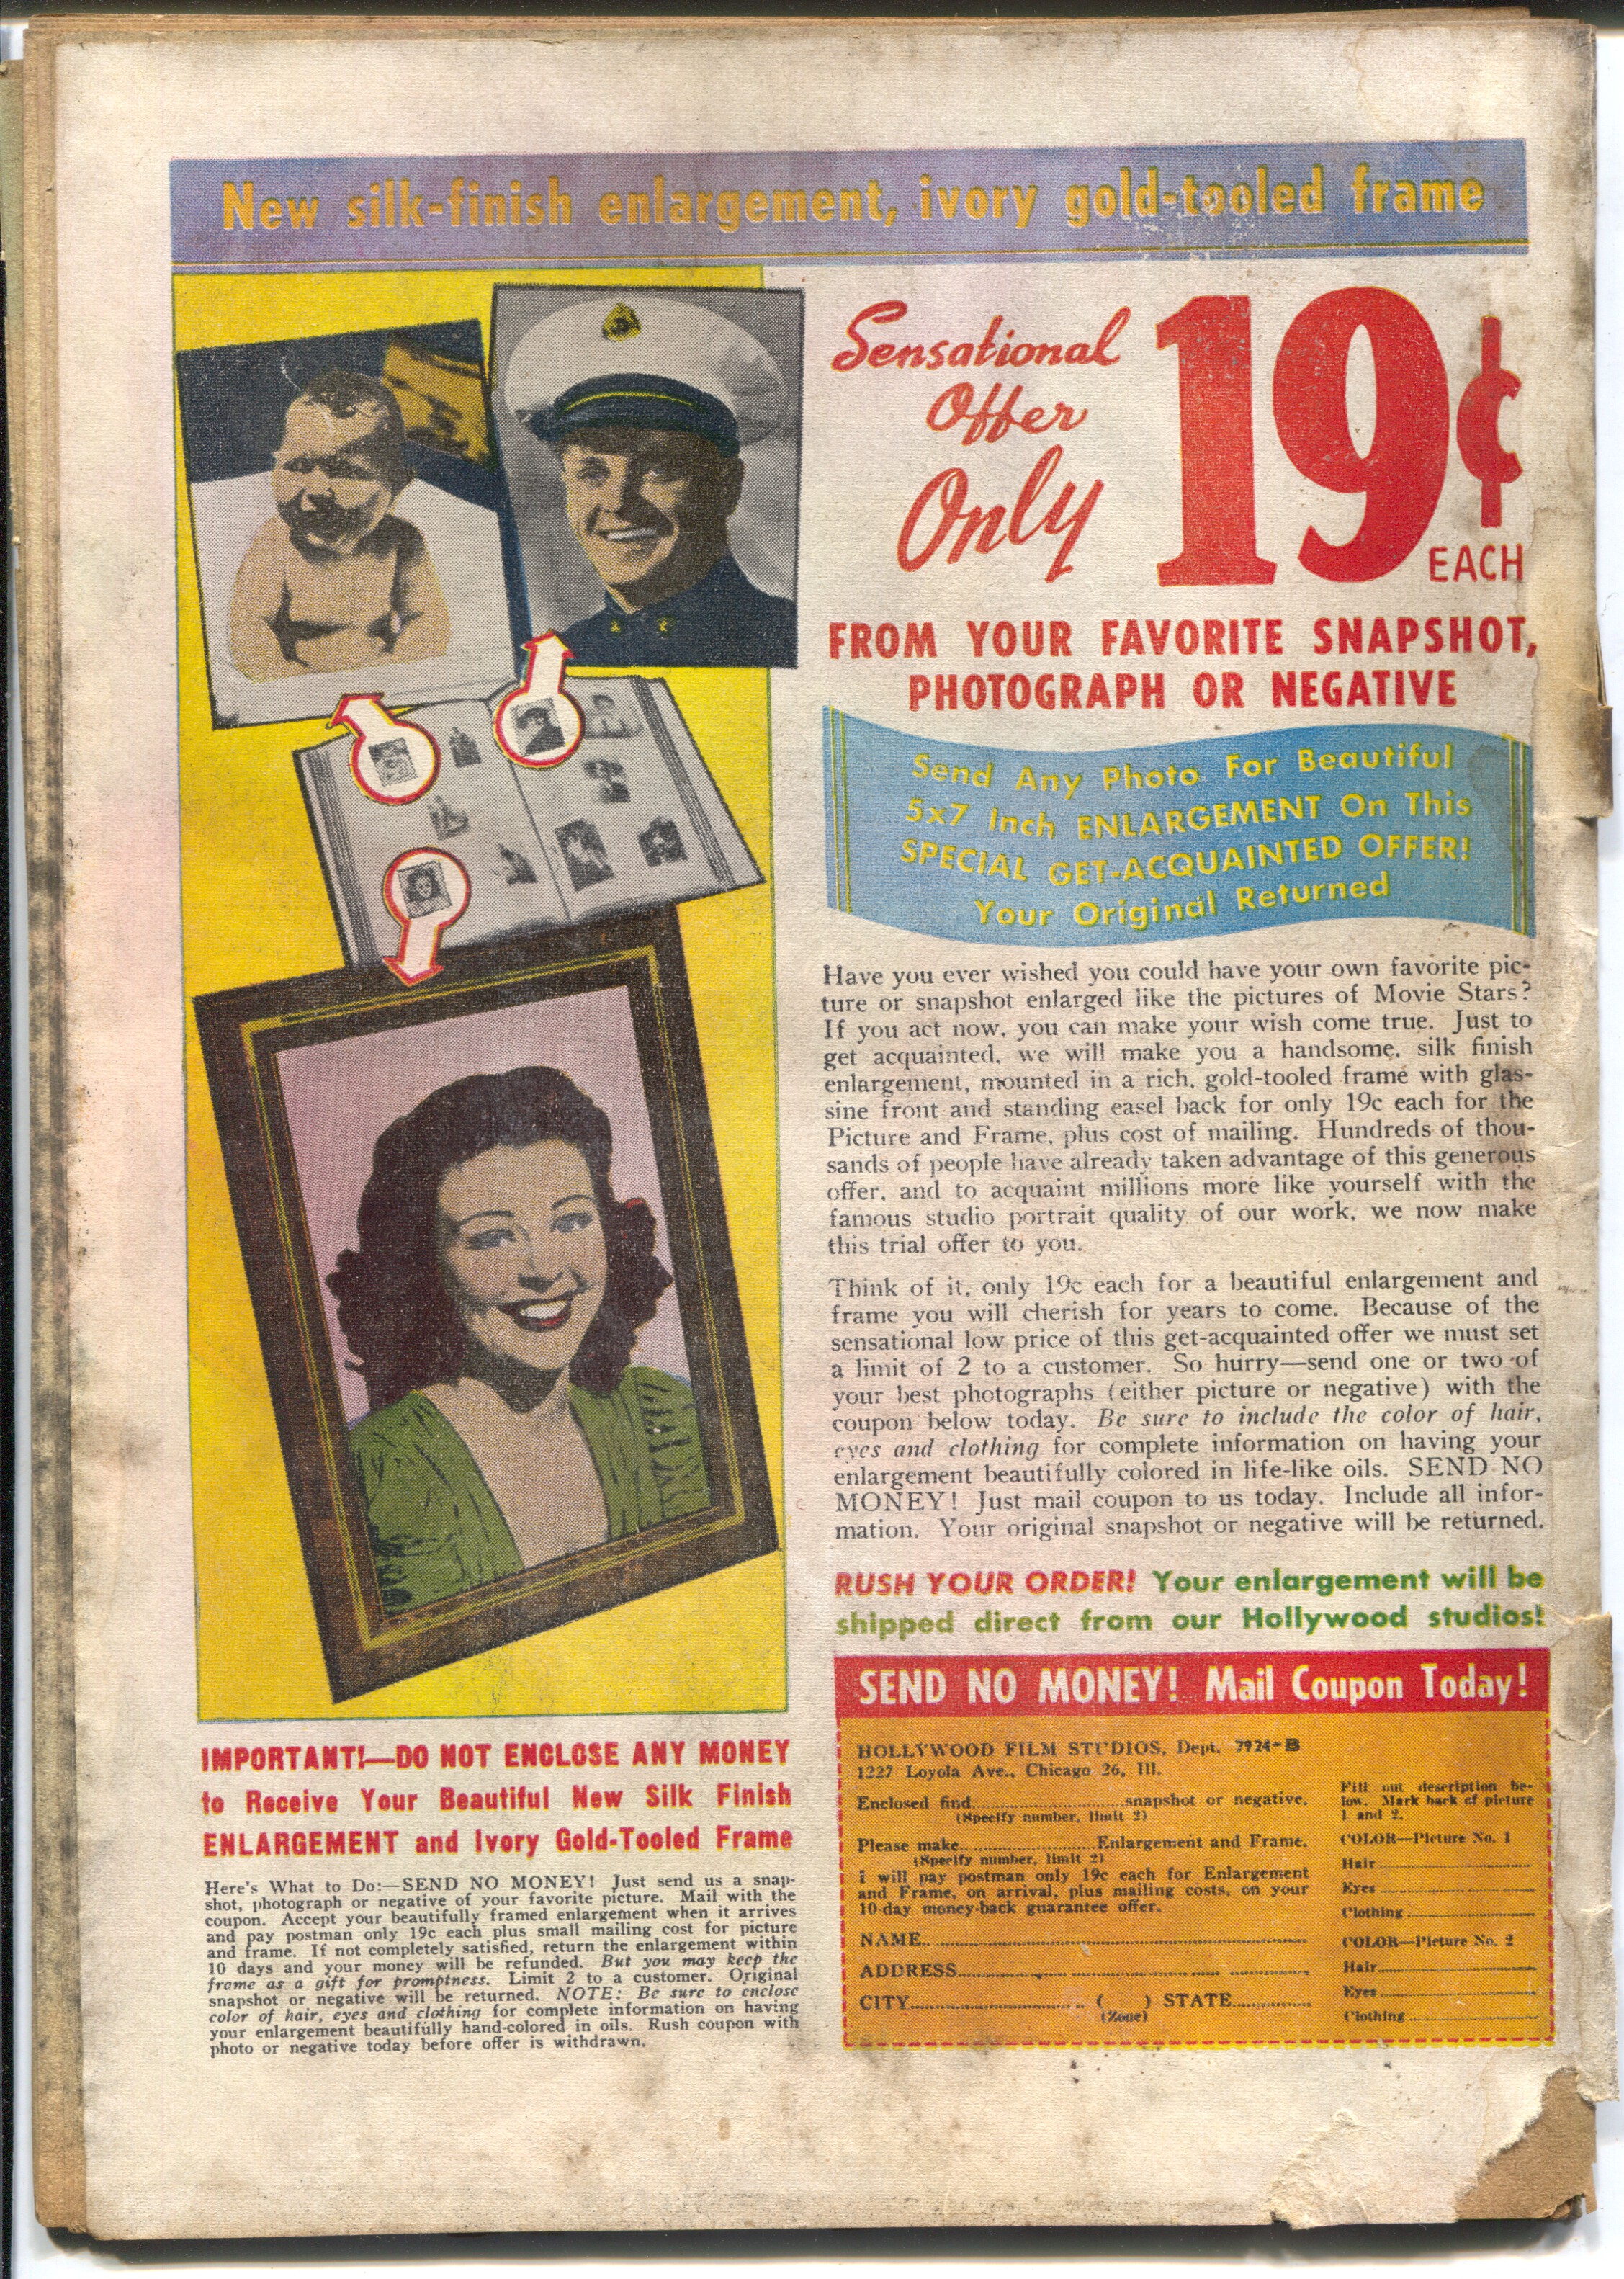 New silk-finish enlargement, ivory gold-tooled frame
Sensational
Offer
Only
19¢
EACH
FROM YOUR FAVORITE SNAPSHOT,
PHOTOGRAPH OR NEGATIVE
Send Any Photo For Beautiful
5x7 Inch ENLARGEMENT On This
SPECIAL GET-ACQUAINTED OFFER!
Your Original Returned
Have you ever wished you could have your own favorite pic-
ture or snapshot enlarged like the pictures of Movie Stars?
If you act now, you can make your wish come true. Just to
get acquainted, we will make you a handsome, silk finish
enlargement, mounted in a rich, gold-tooled frame with glas-
sine front and standing easel back for only 19c each for the
Picture and Frame, plus cost of mailing. Hundreds of thou-
sands of people have already taken advantage of this generous
offer, and to acquaint millions more like yourself with the
famous studio portrait quality of our work, we now make
this trial offer to you.
Think of it, only 19c each for a beautiful enlargement and
frame you will cherish for years to come. Because of the
sensational low price of this get-acquainted offer we must set
a limit of 2 to a customer. So hurry—send one or two of
your best photographs (either picture or negative) with the
coupon below today. Be sure to include the color of hair,
eyes and clothing for complete information on having your
enlargement beautifully colored in life-like oils. SEND NO
MONEY! Just mail coupon to us today. Include all infor-
mation. Your original snapshot or negative will be returned.
RUSH YOUR ORDER! Your enlargement will be
shipped direct from our Hollywood studios!
IMPORTANT!—DO NOT ENCLOSE ANY MONEY
to Receive Your Beautiful New Silk Finish
ENLARGEMENT and Ivory Gold-Tooled Frame
Here's What to Do:—SEND NO MONEY! Just send us a snap-
shot, photograph or negative of your favorite picture. Mail with the
coupon. Accept your beautifully framed enlargement when it arrives
and pay postman only 19c each plus small mailing cost for picture
and frame. If not completely satisfied, return the enlargement within
10 days and your money will be refunded. But you may keep the
frame as a gift for promptness. Limit 2 to a customer. Original
snapshot or negative will be returned. NOTE: Be sure to enclose
color of hair, eyes and clothing for complete information on having
your enlargement beautifully hand-colored in oils. Rush coupon with
photo or negative today before offer is withdrawn.
SEND NO MONEY! Mail Coupon Today!
HOLLYWOOD FILM STUDIOS, Dept. 7924-B
1227 Loyola Ave., Chicago 26, Ill.
Enclosed find..............................snapshot or negative.
(Specify number, limit 2)
Please make..........................Enlargement and Frame.
(Specify number, limit 2)
I will pay postman only 19c each for Enlargement
and Frame, on arrival, plus mailing costs, on your
10-day money-back guarantee offer.
NAME
ADDRESS
CITY ( ) STATE
(Zone)
Fill out description be-
low. Mark back of picture
1 and 2.
COLOR—Picture No. 1
Hair
Eyes
Clothing
COLOR—Picture No. 2
Hair
Eyes
Clothing